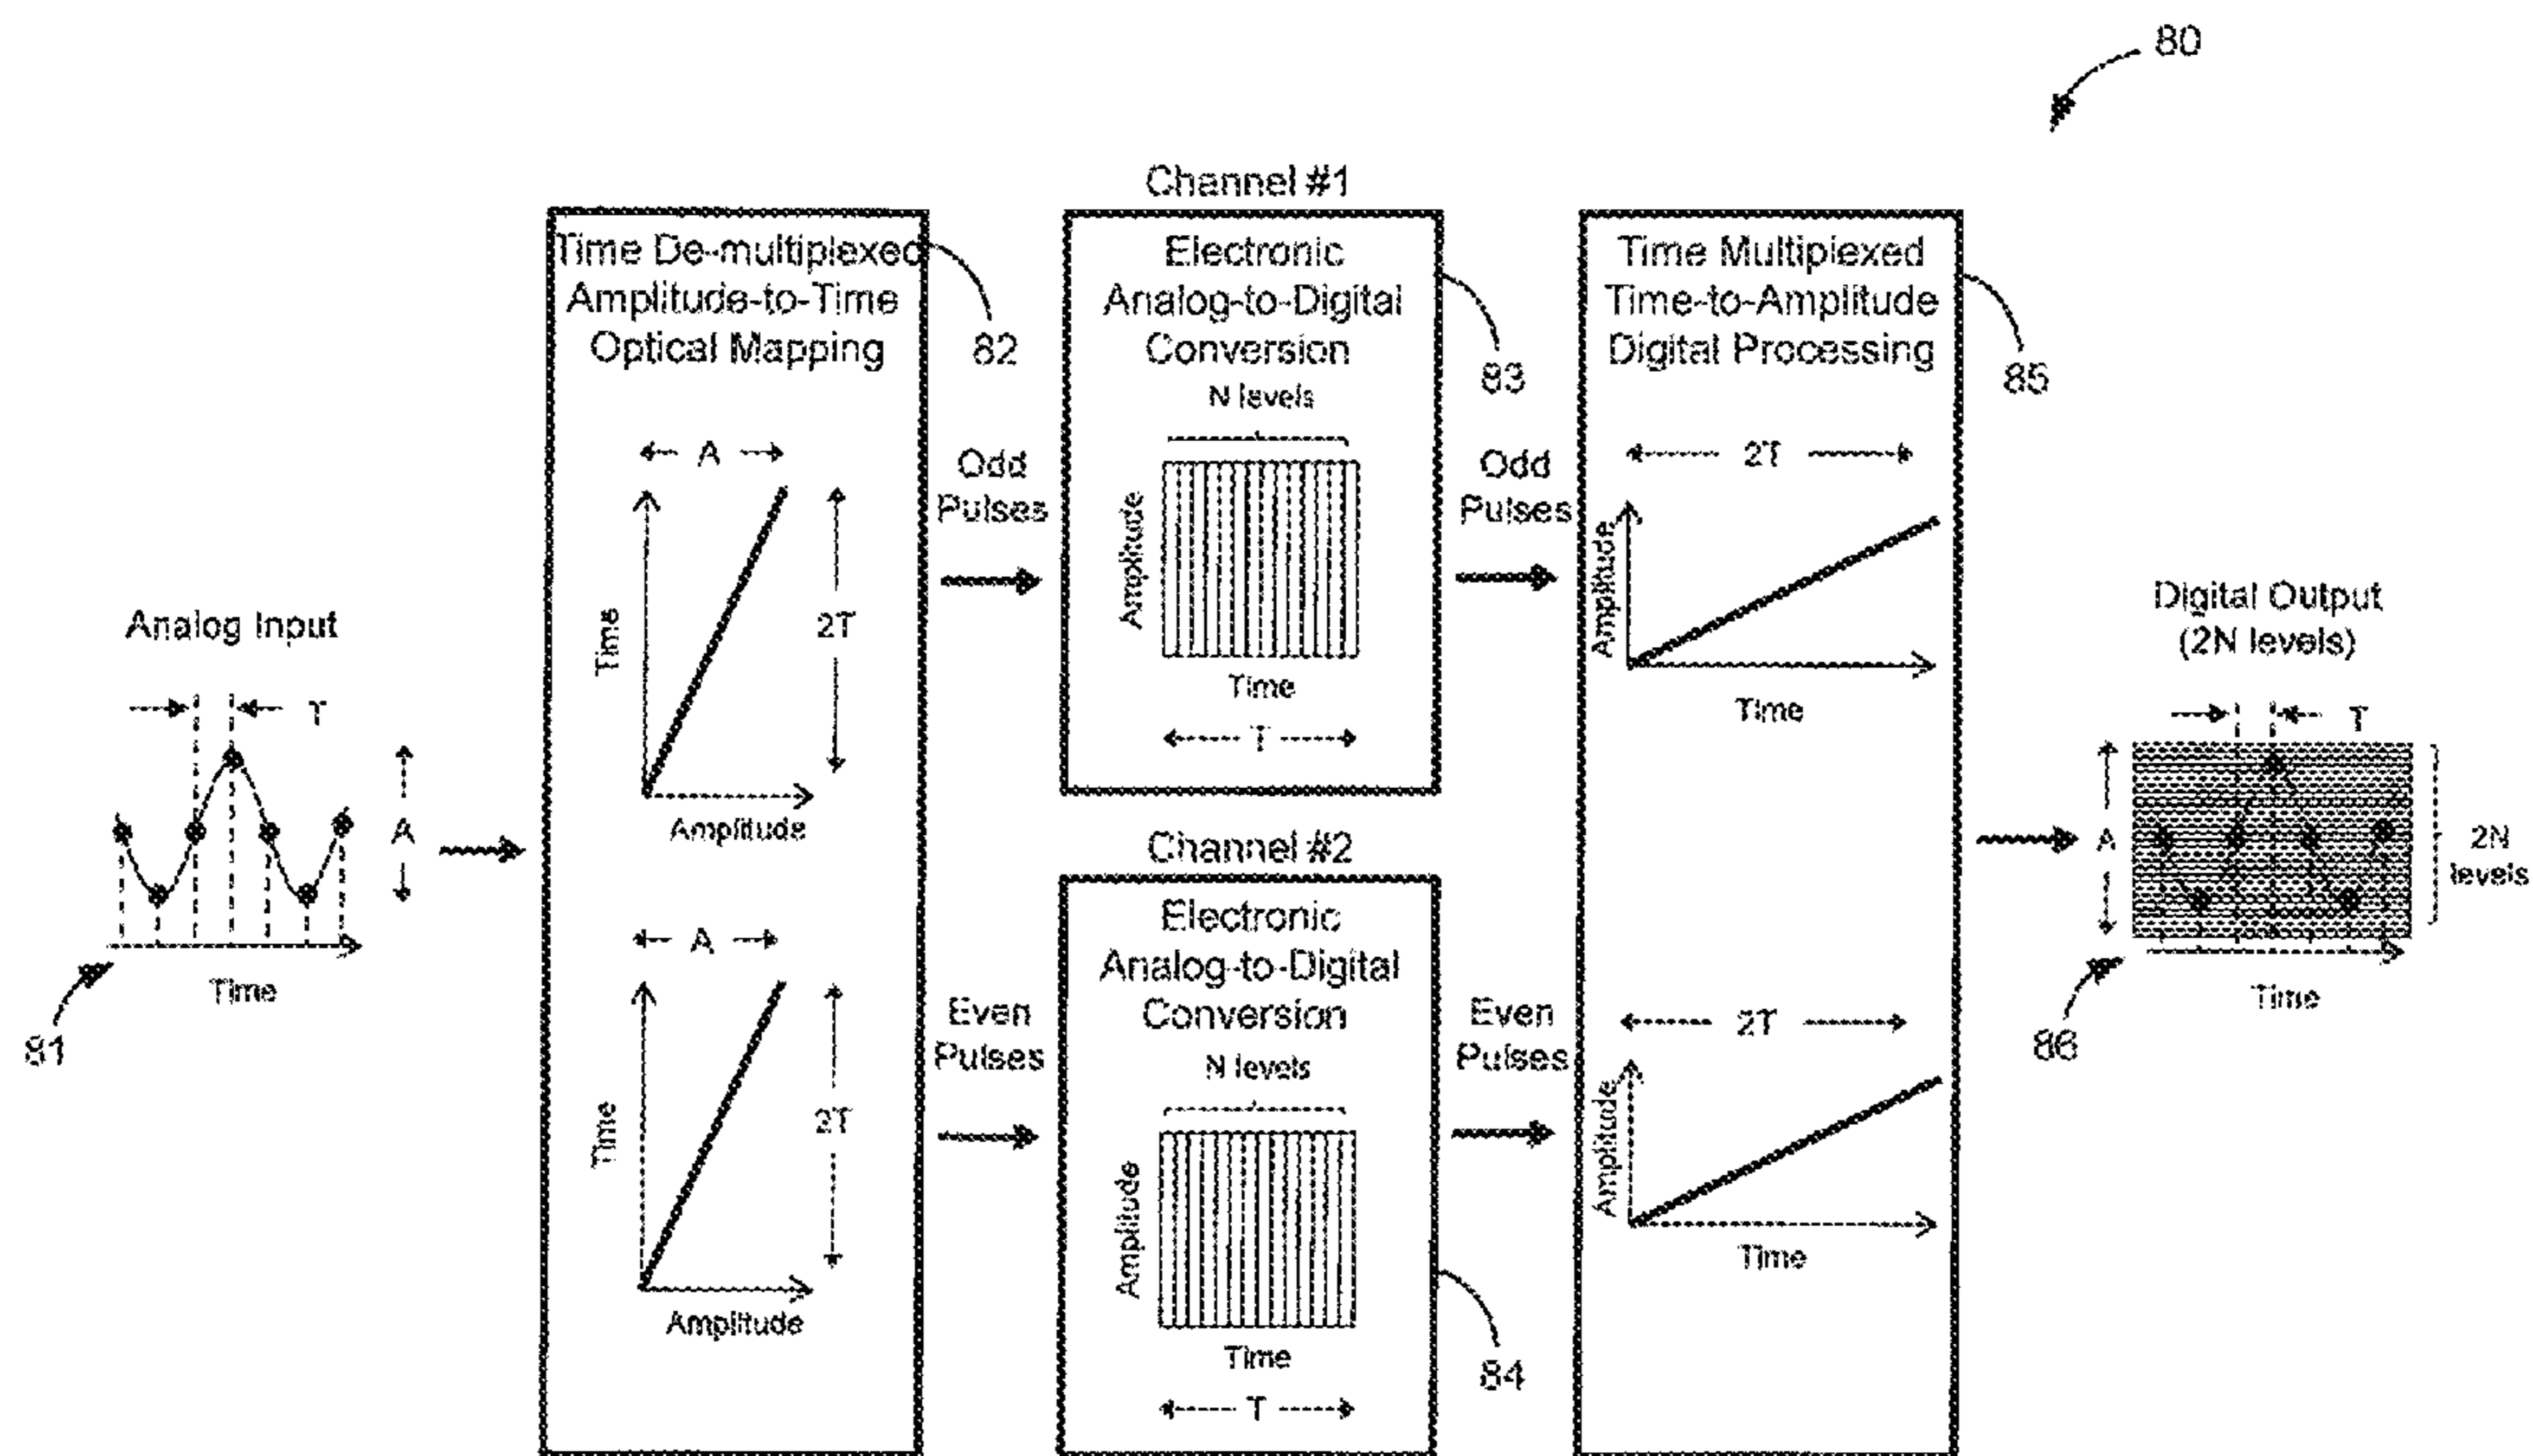 80
Analog Input
T
A
Time
81
Time De-multiplexed
Amplitude-to-Time
Optical Mapping
82
A
Time
2T
Amplitude
A
Time
2T
Amplitude
Odd
Pulses
Even
Pulses
Channel #1
Electronic
Analog-to-Digital
Conversion
83
N levels
Amplitude
Time
T
Channel #2
Electronic
Analog-to-Digital
Conversion
N levels
Amplitude
Time
T
84
Odd
Pulses
Even
Pulses
Time Multiplexed
Time-to-Amplitude
Digital Processing
85
2T
Amplitude
Time
2T
Amplitude
Time
Digital Output
(2N levels)
T
A
2N
levels
Time
86